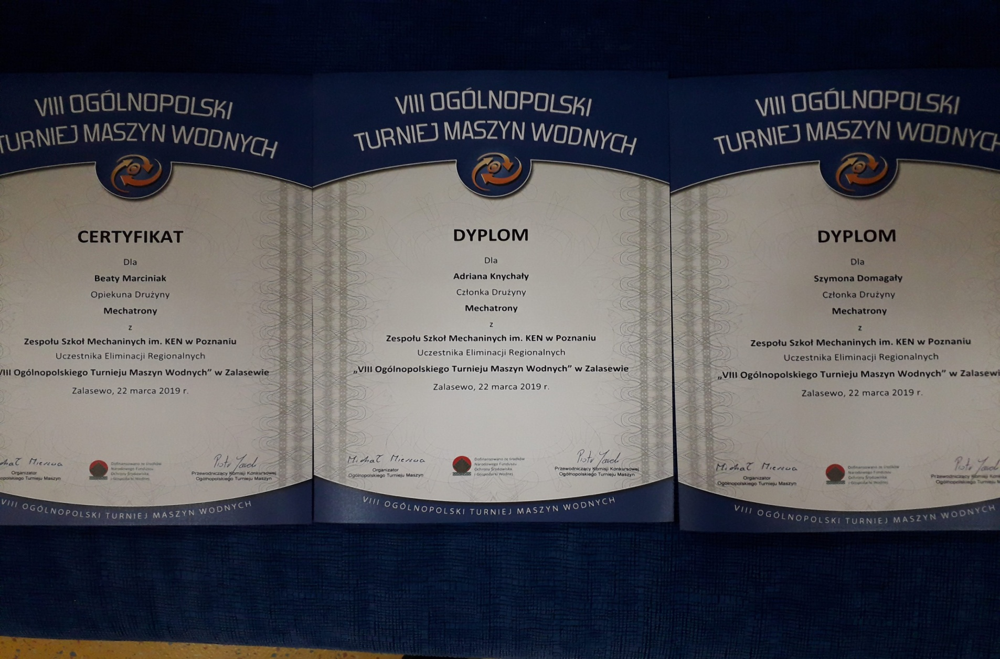 VIII OGÓLNOPOLSKI
TURNIEJ MASZYN WODNYCH
CERTYFIKAT
Dla
Beaty Marciniak
Opiekuna Drużyny
Mechatrony
z
Zespołu Szkoł Mechaninych im. KEN w Poznaniu
Uczestnika Eliminacji Regionalnych
VIII Ogólnopolskiego Turnieju Maszyn Wodnych” w Zalasewie
Zalasewo, 22 marca 2019 r.
Organizator
Turnieju Maszyn
Dofinansowano ze środków
Narodowego Funduszu
Ochrony Środowiska
i Gospodarki Wodnej
Piotr
Przewodniczący Komisji Konkursowej
Ogólnopolskiego Turnieju Maszyn
VIII OGÓLNOPOLSKI TURNIEJ MASZYN WODNYCH
VIII OGÓLNOPOLSKI
TURNIEJ MASZYN WODNYCH
DYPLOM
Dla
Adriana Knychały
Członka Drużyny
Mechatrony
z
Zespołu Szkoł Mechaninych im. KEN w Poznaniu
Uczestnika Eliminacji Regionalnych
„VIII Ogólnopolskiego Turnieju Maszyn Wodnych” w Zalasewie
Zalasewo, 22 marca 2019 r.
Michał
Organizator
Ogólnopolskiego Turnieju Maszyn
Dofinansowano ze środków
Narodowego Funduszu
Ochrony Środowiska
i Gospodarki Wodnej
Piotr
Przewodniczący Komisji Konkursowej
Ogólnopolskiego Turnieju Maszyn
VIII OGÓLNOPOLSKI TURNIEJ MASZYN WODNYCH
VIII OGÓLNOPOLSKI
TURNIEJ MASZYN WODNYCH
DYPLOM
Dla
Szymona Domagały
Członka Drużyny
Mechatrony
z
Zespołu Szkoł Mechaninych im. KEN w Poznaniu
Uczestnika Eliminacji Regionalnych
„VIII Ogólnopolskiego Turnieju Maszyn Wodnych” w Zalasewi
Zalasewo, 22 marca 2019 r.
Michał
Organizator
Ogólnopolskiego Turnieju Maszyn
Dofinansowano ze środków
Narodowego Funduszu
Ochrony Środowiska
i Gospodarki Wodnej
Piotr
Przewodniczący Komisji
Ogólnopolskiego Turnieju
VIII OGÓLNOPOLSKI TURNIEJ MASZYN WODNYCH